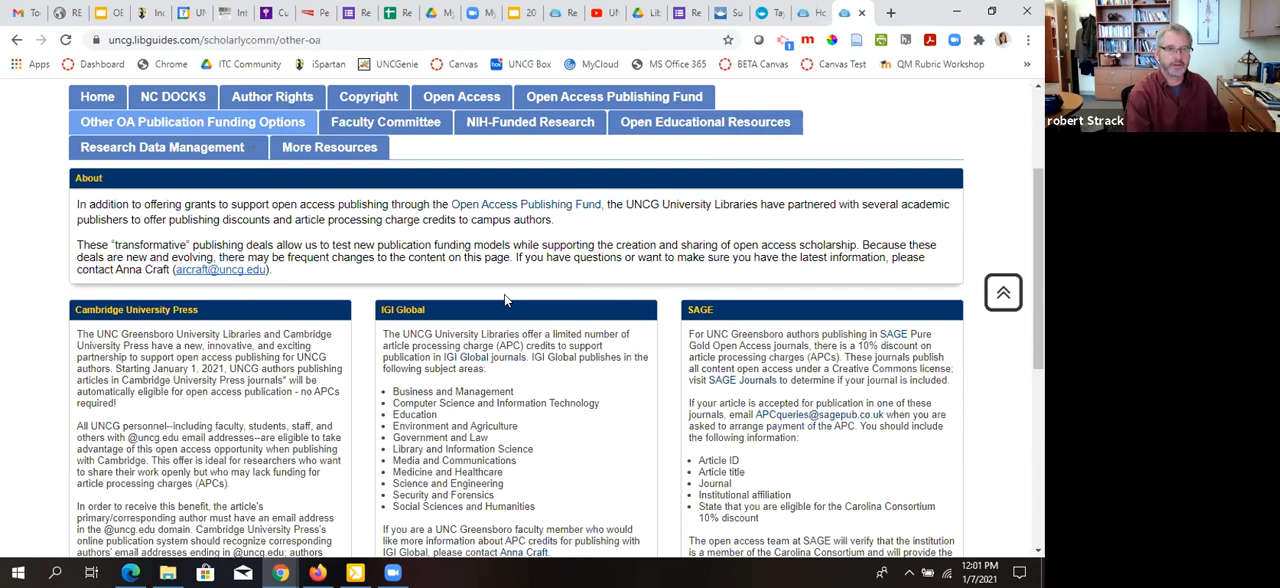 To
RE
OE
Inc
UN
Int
Cu
Pe
Re
Re
My
My
20
Re
UN
Lib
Re
Su
Tay
Ho
uncg.libguides.com/scholarlycomm/other-oa
Apps Dashboard Chrome ITC Community iSpartan UNCGenie Canvas UNCG Box MyCloud MS Office 365 BETA Canvas Canvas Test QM Rubric Workshop »
robert Strack
Home NC DOCKS Author Rights Copyright Open Access Open Access Publishing Fund
Other OA Publication Funding Options Faculty Committee NIH-Funded Research Open Educational Resources
Research Data Management More Resources
About
In addition to offering grants to support open access publishing through the Open Access Publishing Fund, the UNCG University Libraries have partnered with several academic
publishers to offer publishing discounts and article processing charge credits to campus authors.
These "transformative" publishing deals allow us to test new publication funding models while supporting the creation and sharing of open access scholarship. Because these
deals are new and evolving, there may be frequent changes to the content on this page. If you have questions or want to make sure you have the latest information, please
contact Anna Craft (arcraft@uncg.edu).
Cambridge University Press
The UNC Greensboro University Libraries and Cambridge
University Press have a new, innovative, and exciting
partnership to support open access publishing for UNCG
authors. Starting January 1, 2021, UNCG authors publishing
articles in Cambridge University Press journals* will be
automatically eligible for open access publication - no APCs
required!
All UNCG personnel--including faculty, students, staff, and
others with @uncg.edu email addresses--are eligible to take
advantage of this open access opportunity when publishing
with Cambridge. This offer is ideal for researchers who want
to share their work openly but who may lack funding for
article processing charges (APCs).
In order to receive this benefit, the article's
primary/corresponding author must have an email address
in the @uncg.edu domain. Cambridge University Press's
online publication system should recognize corresponding
authors' email addresses ending in @uncg.edu; authors
IGI Global
The UNCG University Libraries offer a limited number of
article processing charge (APC) credits to support
publication in IGI Global journals. IGI Global publishes in the
following subject areas:
• Business and Management
• Computer Science and Information Technology
• Education
• Environment and Agriculture
• Government and Law
• Library and Information Science
• Media and Communications
• Medicine and Healthcare
• Science and Engineering
• Security and Forensics
• Social Sciences and Humanities
If you are a UNC Greensboro faculty member who would
like more information about APC credits for publishing with
IGI Global, please contact Anna Craft.
SAGE
For UNC Greensboro authors publishing in SAGE Pure
Gold Open Access journals, there is a 10% discount on
article processing charges (APCs). These journals publish
all content open access under a Creative Commons license;
visit SAGE Journals to determine if your journal is included.
If your article is accepted for publication in one of these
journals, email APCqueries@sagepub.co.uk when you are
asked to arrange payment of the APC. You should include
the following information:
• Article ID
• Article title
• Journal
• Institutional affiliation
• State that you are eligible for the Carolina Consortium
10% discount
The open access team at SAGE will verify that the institution
is a member of the Carolina Consortium and will provide the
12:01 PM
1/7/2021